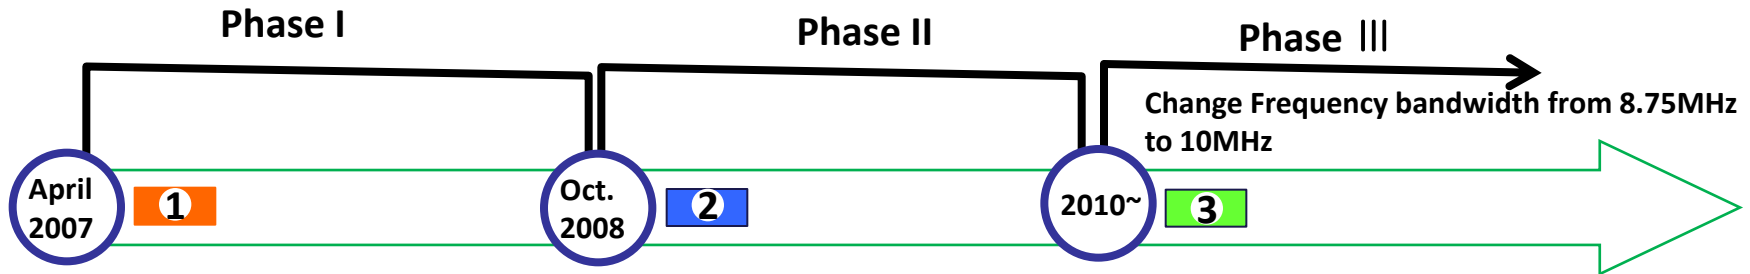 Phase I
Phase II
Phase III
Change Frequency bandwidth from 8.75MHz
to 10MHz
April
2007
1
Oct.
2008
2
2010~
3